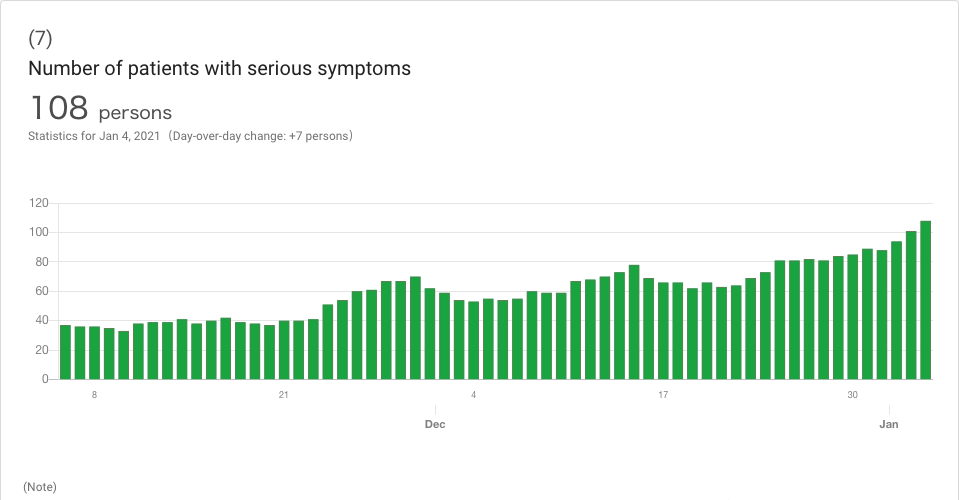 (7)
Number of patients with serious symptoms
108 persons
Statistics for Jan 4, 2021 (Day-over-day change: +7 persons)
120
100
80
60
40
20
0
8 21 4 17 30
Dec Jan
(Note)